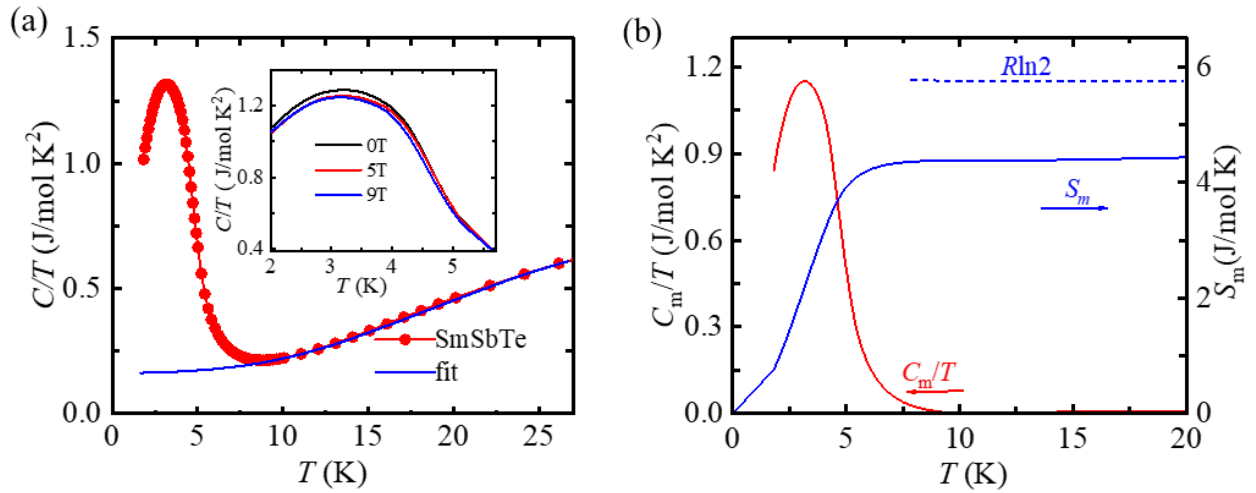 (a)
1.5
1.0
0.5
0.0
C/T (J/mol K²)
0 5 10 15 20 25
T (K)
1.2
0.8
0.4
C/T ( J/mol K²)
2 3 4 5
T (K)
0T
5T
9T
SmSbTe
fit
(b)
1.2
0.9
0.6
0.3
0.0
Cₘ/T (J/mol K²)
Rln2
Sₘ
Cₘ/T
6
4
2
0
Sₘ(J/mol K)
0 5 10 15 20
T (K)